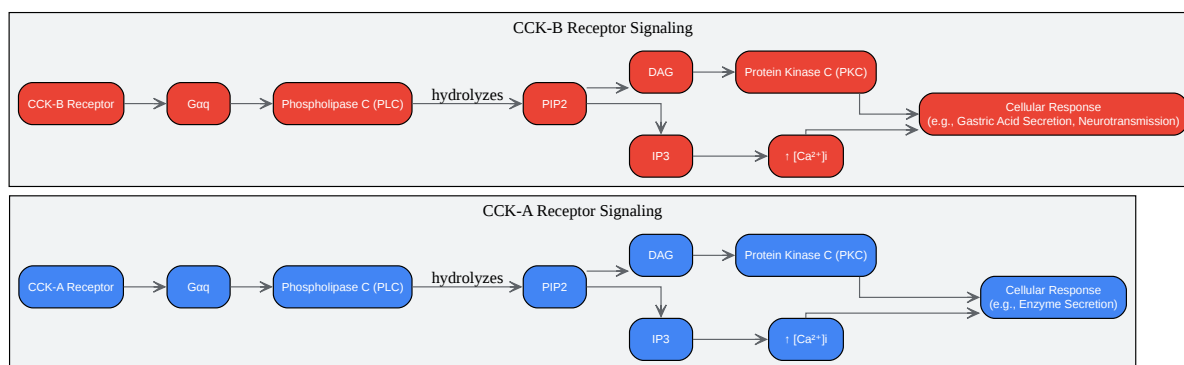 CCK-B Receptor Signaling
CCK-B Receptor
Gαq
Phospholipase C (PLC)
hydrolyzes
PIP2
DAG
Protein Kinase C (PKC)
IP3
↑ [Ca²⁺]i
Cellular Response
(e.g., Gastric Acid Secretion, Neurotransmission)
CCK-A Receptor Signaling
CCK-A Receptor
Gαq
Phospholipase C (PLC)
hydrolyzes
PIP2
DAG
Protein Kinase C (PKC)
IP3
↑ [Ca²⁺]i
Cellular Response
(e.g., Enzyme Secretion)